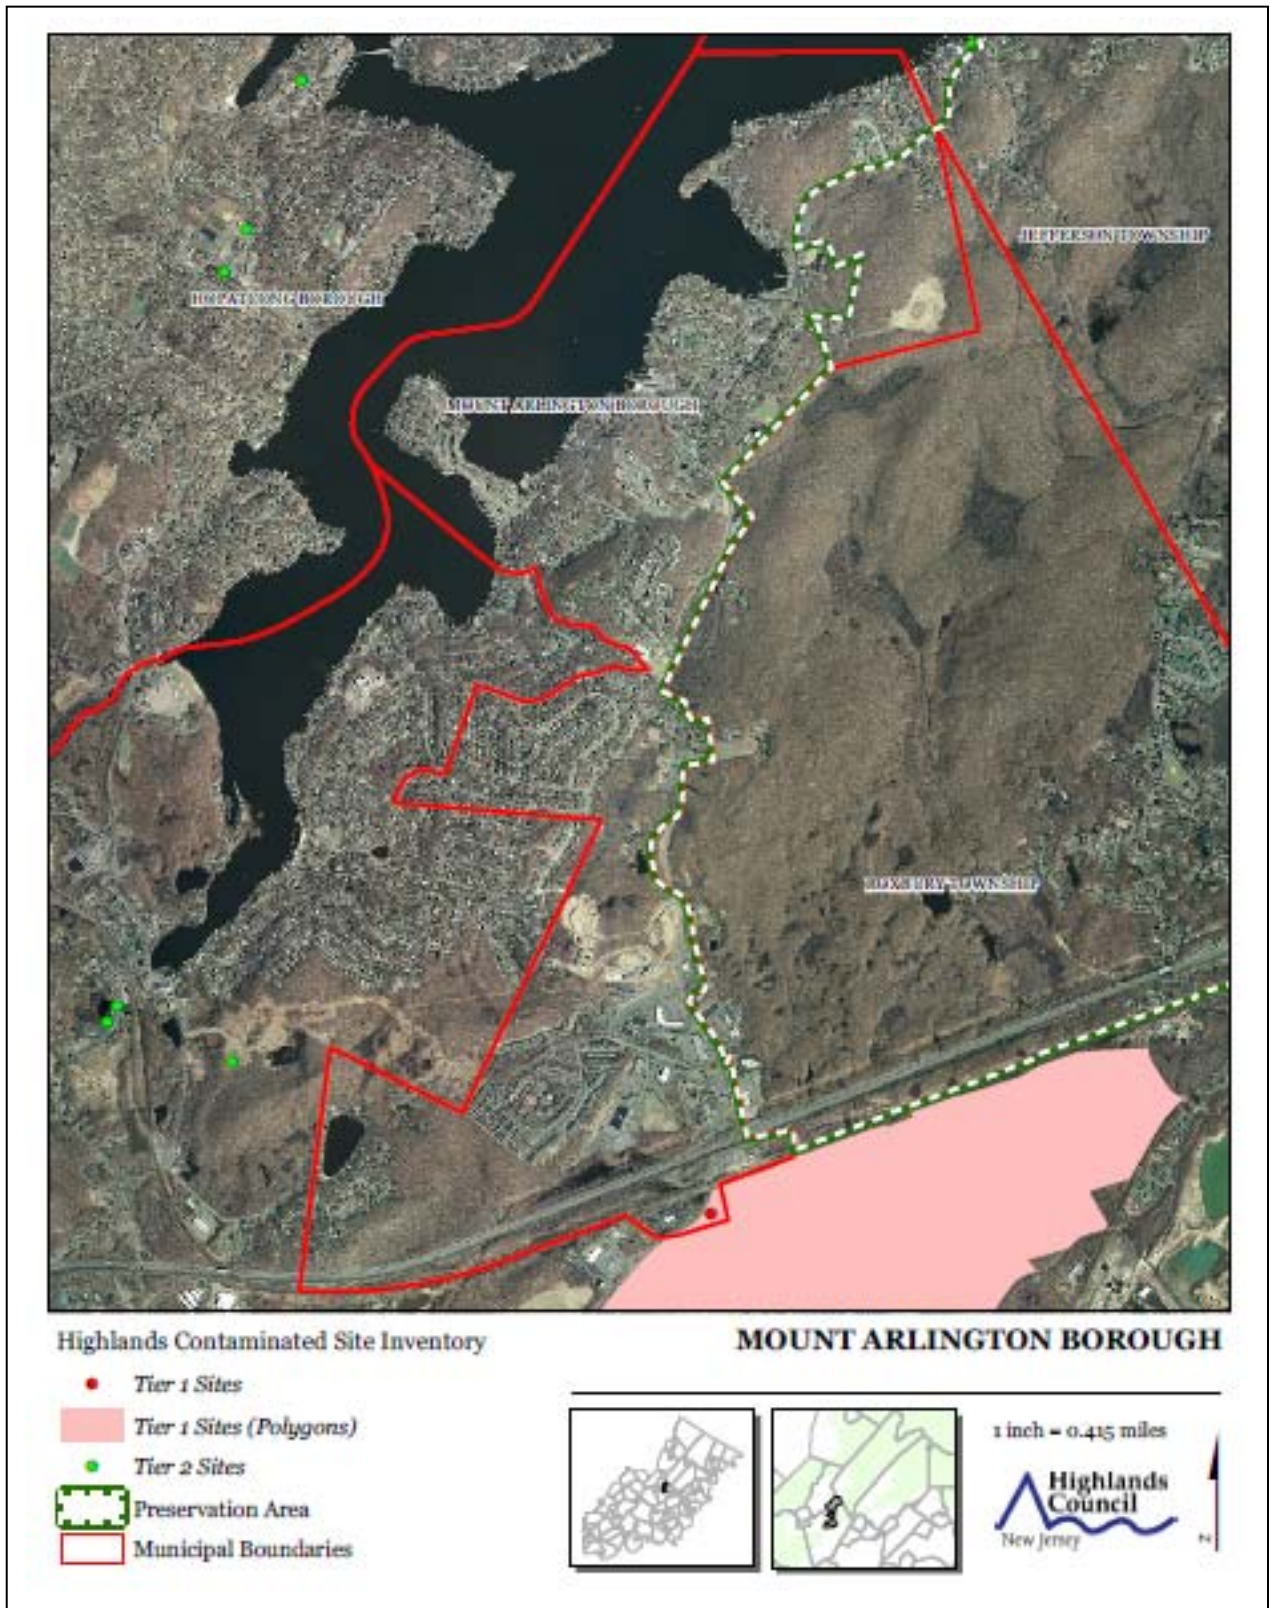 JEFFERSON TOWNSHIP
HOPATCONG BOROUGH
MOUNT ARLINGTON BOROUGH
ROXBURY TOWNSHIP
Highlands Contaminated Site Inventory
MOUNT ARLINGTON BOROUGH
Tier 1 Sites
Tier 1 Sites (Polygons)
Tier 2 Sites
Preservation Area
Municipal Boundaries
1 inch = 0.415 miles
Highlands
Council
New Jersey
N